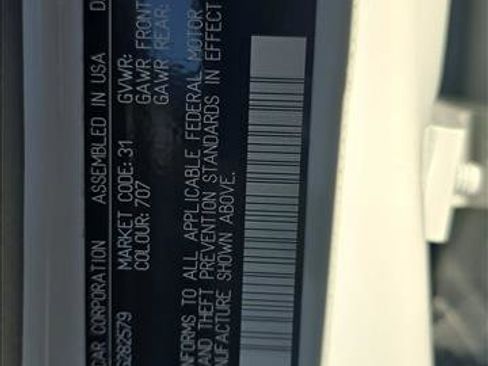 CAR CORPORATION ASSEMBLED IN USA D
G282579 MARKET CODE: 31 GVWR:
COLOUR: 707 GAWR FRONT
GAWR REAR:
NFORMS TO ALL APPLICABLE FEDERAL MOTOR
AND THEFT PREVENTION STANDARDS IN EFFECT
NUFACTURE SHOWN ABOVE.